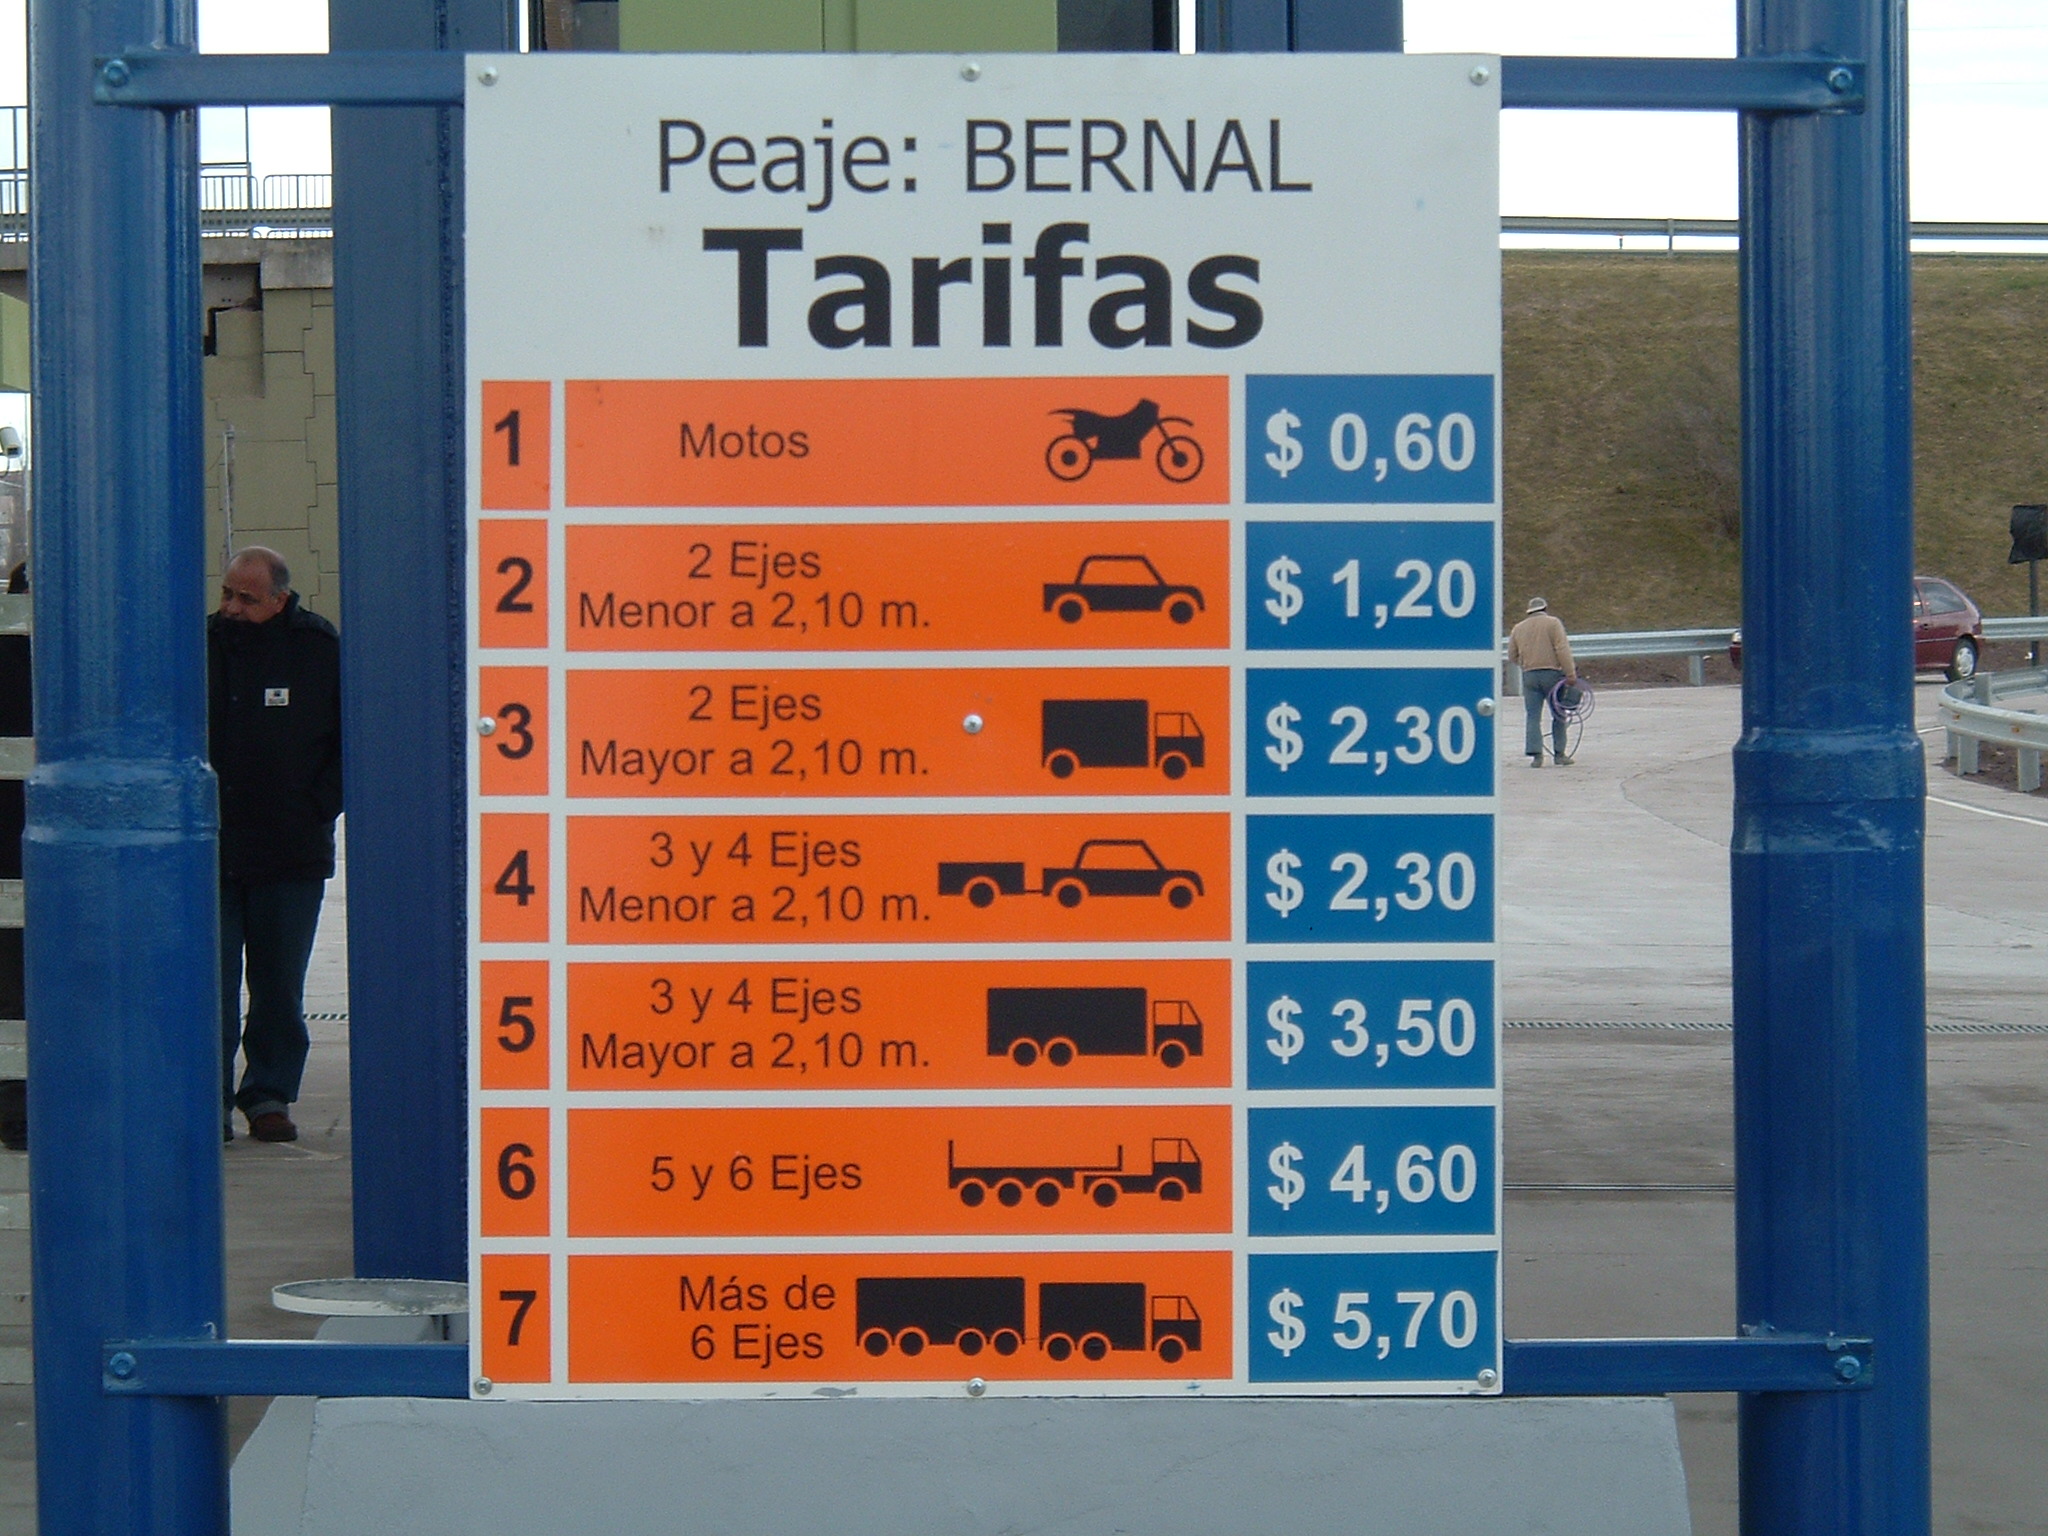 Peaje: BERNAL
Tarifas
1 Motos $ 0,60
2 2 Ejes
Menor a 2,10 m. $ 1,20
3 2 Ejes
Mayor a 2,10 m. $ 2,30
4 3 y 4 Ejes
Menor a 2,10 m. $ 2,30
5 3 y 4 Ejes
Mayor a 2,10 m. $ 3,50
6 5 y 6 Ejes $ 4,60
7 Más de
6 Ejes $ 5,70